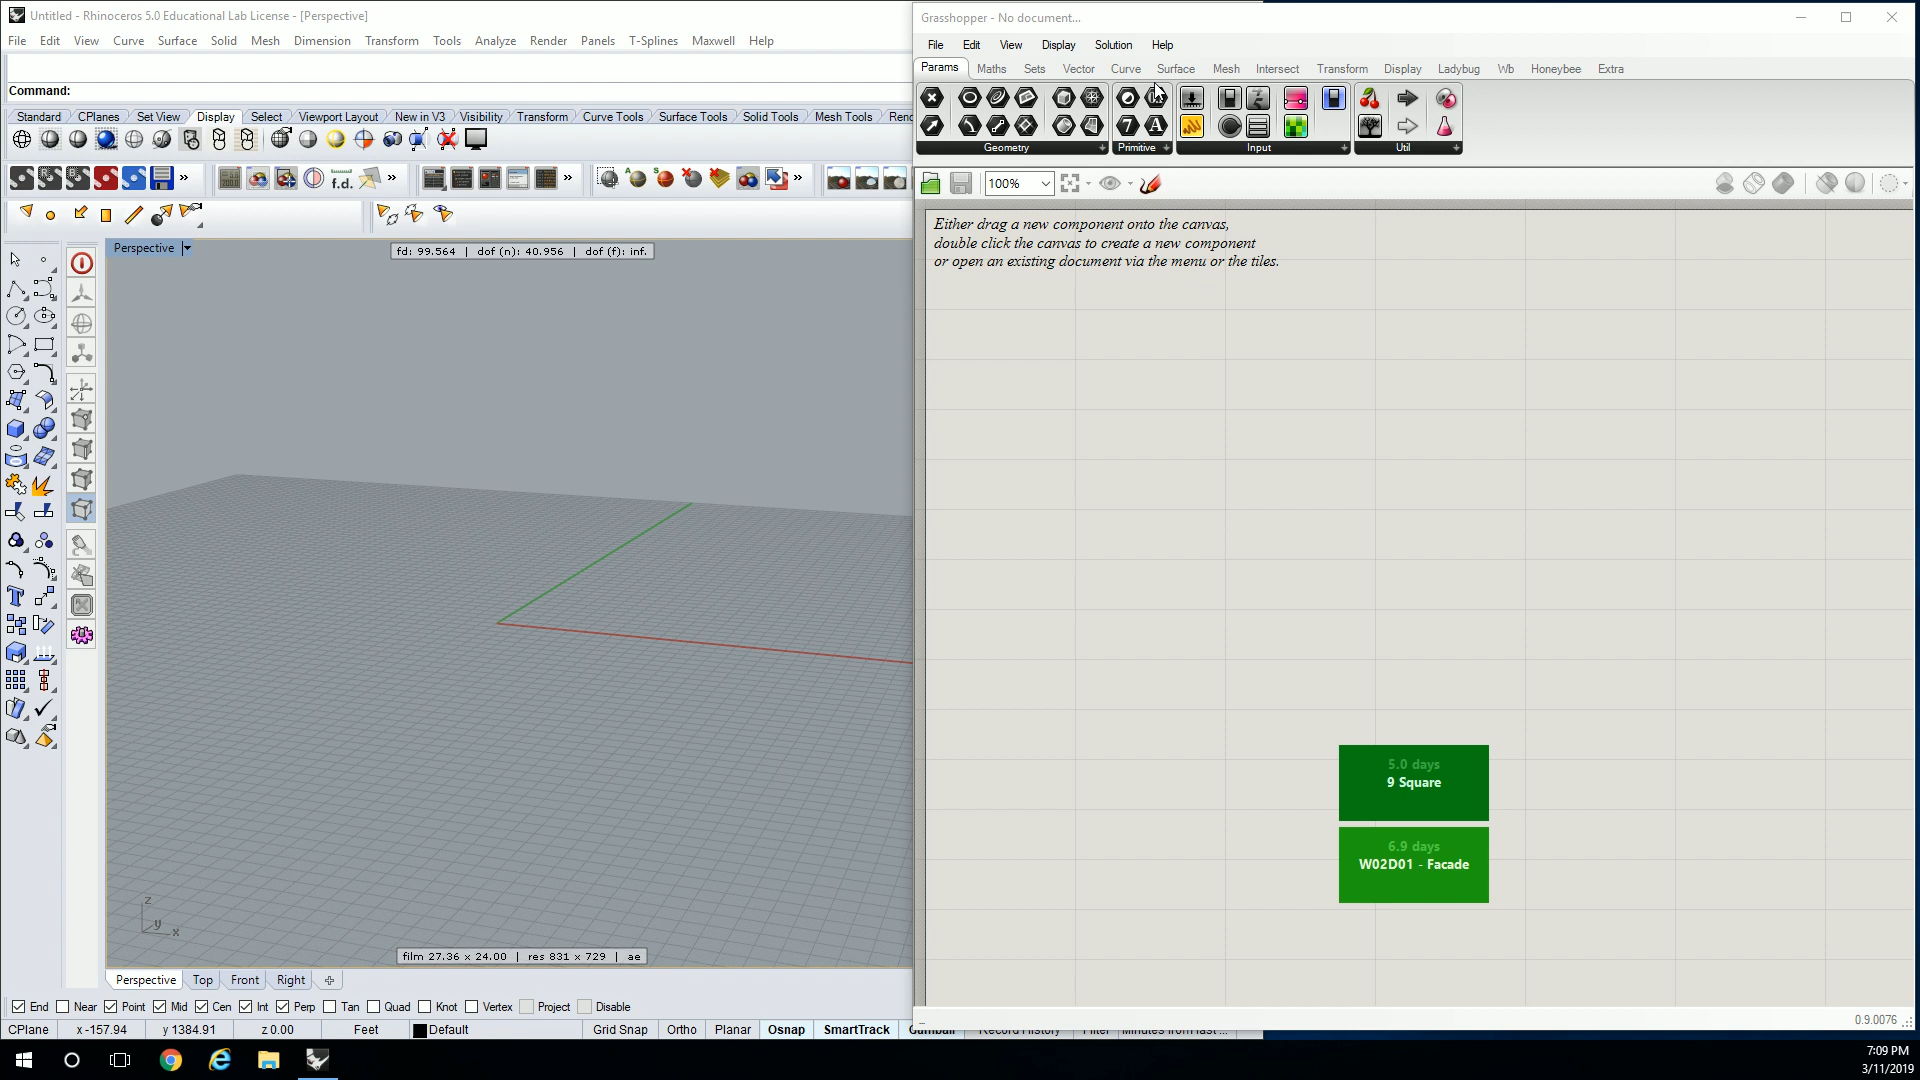 Untitled - Rhinoceros 5.0 Educational Lab License - [Perspective]
File Edit View Curve Surface Solid Mesh Dimension Transform Tools Analyze Render Panels T-Splines Maxwell Help
Command:
Standard CPlanes Set View Display Select Viewport Layout New in V3 Visibility Transform Curve Tools Surface Tools Solid Tools Mesh Tools
f.d.
Perspective
fd: 99.564 | dof (n): 40.956 | dof (f): inf.
z
y
x
film 27.36 x 24.00 | res 831 x 729 | ae
Perspective Top Front Right
End Near Point Mid Cen Int Perp Tan Quad Knot Vertex Project Disable
CPlane x -157.94 y 1384.91 z 0.00 Feet Default Grid Snap Ortho Planar Osnap SmartTrack Gumball Record History Filter Minutes from last ...
Grasshopper - No document...
File Edit View Display Solution Help
Params Maths Sets Vector Curve Surface Mesh Intersect Transform Display Ladybug Wb Honeybee Extra
7 A
Geometry Primitive Input Util
100%
Either drag a new component onto the canvas,
double click the canvas to create a new component
or open an existing document via the menu or the tiles.
5.0 days
9 Square
6.9 days
W02D01 - Facade
0.9.0076
7:09 PM
3/11/2019